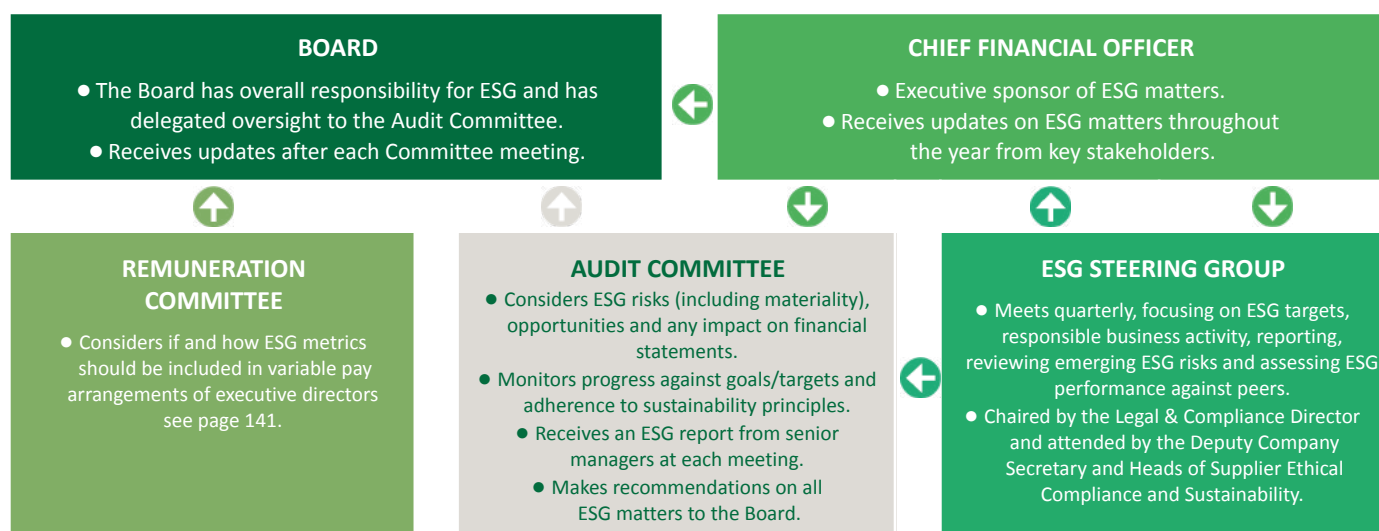 BOARD
● The Board has overall responsibility for ESG and has
delegated oversight to the Audit Committee.
● Receives updates after each Committee meeting.
CHIEF FINANCIAL OFFICER
● Executive sponsor of ESG matters.
● Receives updates on ESG matters throughout
the year from key stakeholders.
REMUNERATION
COMMITTEE
● Considers if and how ESG metrics
should be included in variable pay
arrangements of executive directors
see page 141.
AUDIT COMMITTEE
● Considers ESG risks (including materiality),
opportunities and any impact on financial
statements.
● Monitors progress against goals/targets and
adherence to sustainability principles.
● Receives an ESG report from senior
managers at each meeting.
● Makes recommendations on all
ESG matters to the Board.
ESG STEERING GROUP
● Meets quarterly, focusing on ESG targets,
responsible business activity, reporting,
reviewing emerging ESG risks and assessing ESG
performance against peers.
● Chaired by the Legal & Compliance Director
and attended by the Deputy Company
Secretary and Heads of Supplier Ethical
Compliance and Sustainability.